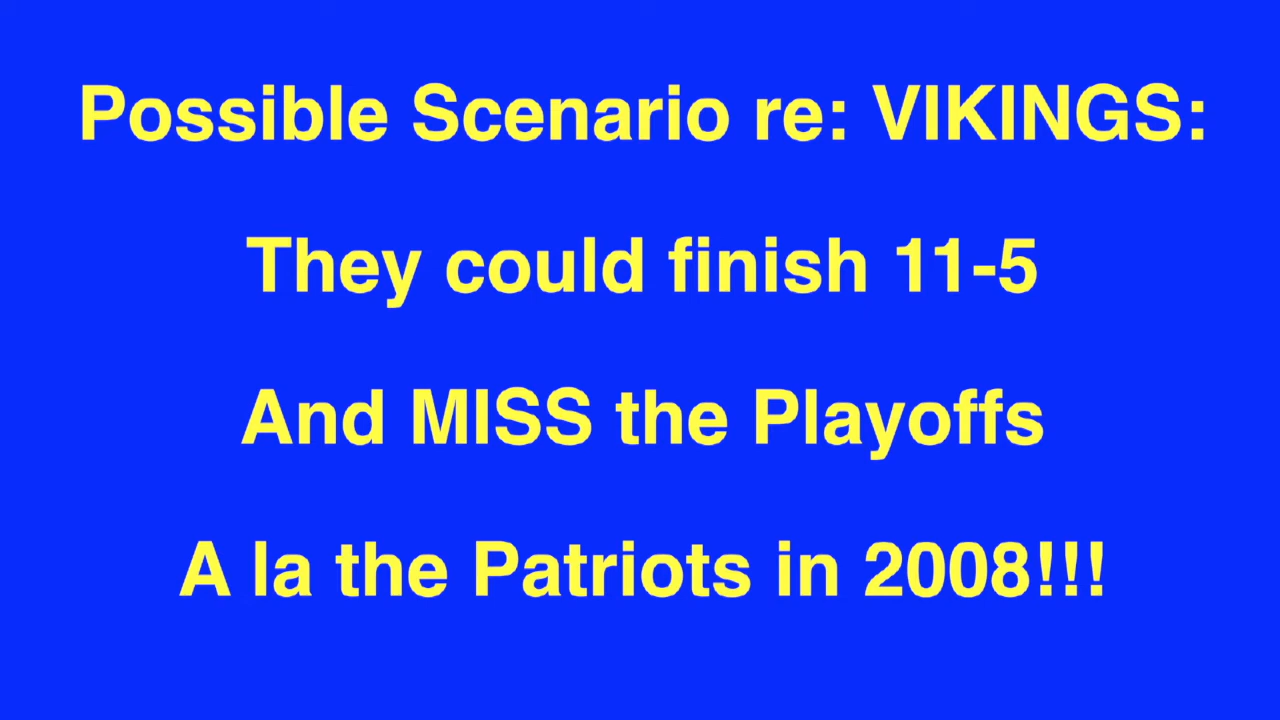 Possible Scenario re: VIKINGS:
They could finish 11-5
And MISS the Playoffs
A la the Patriots in 2008!!!